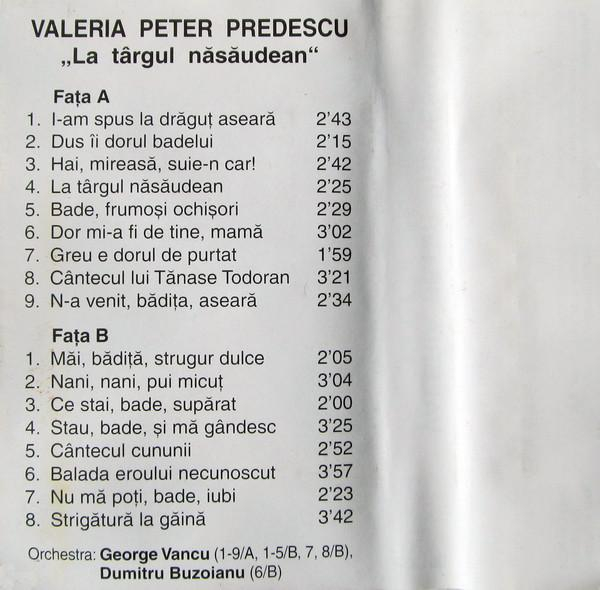 VALERIA PETER PREDESCU
„La târgul năsăudean“
Fața A
1. I-am spus la drăguț aseară 2'43
2. Dus îi dorul badelui 2'15
3. Hai, mireasă, suie-n car! 2'42
4. La târgul năsăudean 2'25
5. Bade, frumoși ochișori 2'29
6. Dor mi-a fi de tine, mamă 3'02
7. Greu e dorul de purtat 1'59
8. Cântecul lui Tănase Todoran 3'21
9. N-a venit, bădița, aseară 2'34
Fața B
1. Măi, bădiță, strugur dulce 2'05
2. Nani, nani, pui micuț 3'04
3. Ce stai, bade, supărat 2'00
4. Stau, bade, și mă gândesc 3'25
5. Cântecul cununii 2'52
6. Balada eroului necunoscut 3'57
7. Nu mă poți, bade, iubi 2'23
8. Strigătură la găină 3'42
Orchestra: George Vancu (1-9/A, 1-5/B, 7, 8/B),
Dumitru Buzoianu (6/B)